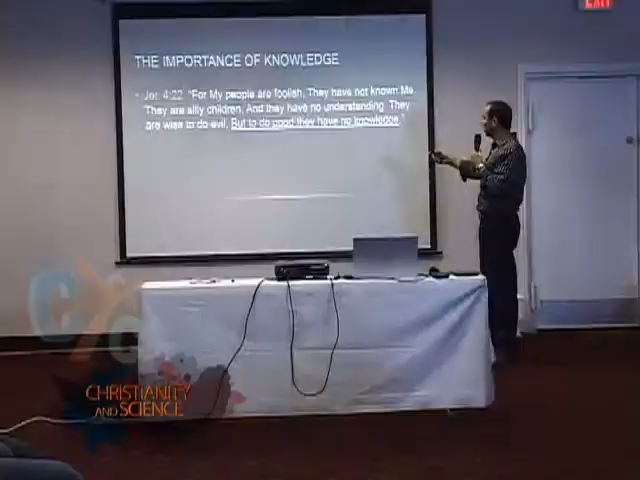 EXIT
THE IMPORTANCE OF KNOWLEDGE
Jer. 4:22 "For My people are foolish, They have not known Me.
They are silly children, And they have no understanding. They
are wise to do evil, But to do good they have no knowledge."
CYC
CHRISTIANITY
AND SCIENCE